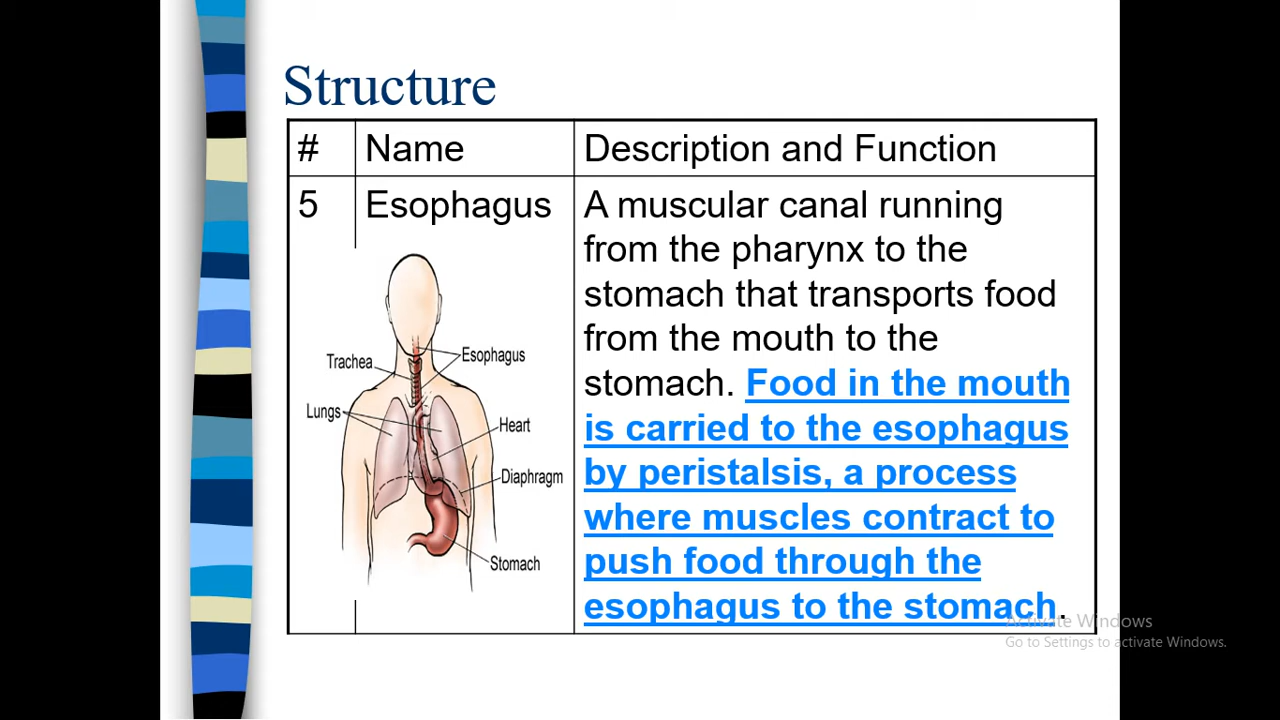 Structure
# Name Description and Function
5 Esophagus A muscular canal running
from the pharynx to the
stomach that transports food
from the mouth to the
stomach. Food in the mouth
is carried to the esophagus
by peristalsis, a process
where muscles contract to
push food through the
esophagus to the stomach.
Trachea
Esophagus
Lungs
Heart
Diaphragm
Stomach
.
Activate Windows
Go to Settings to activate Windows.